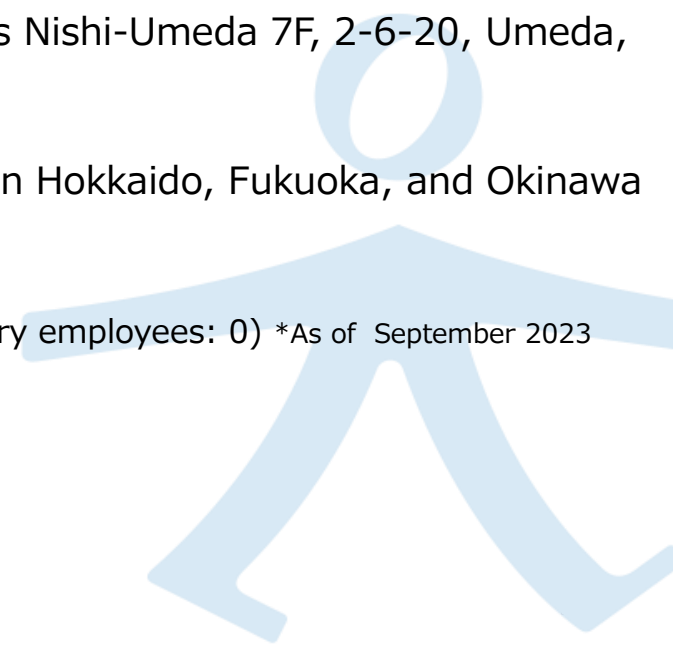 s Nishi-Umeda 7F, 2-6-20, Umeda,
n Hokkaido, Fukuoka, and Okinawa
ry employees: 0) *As of September 2023